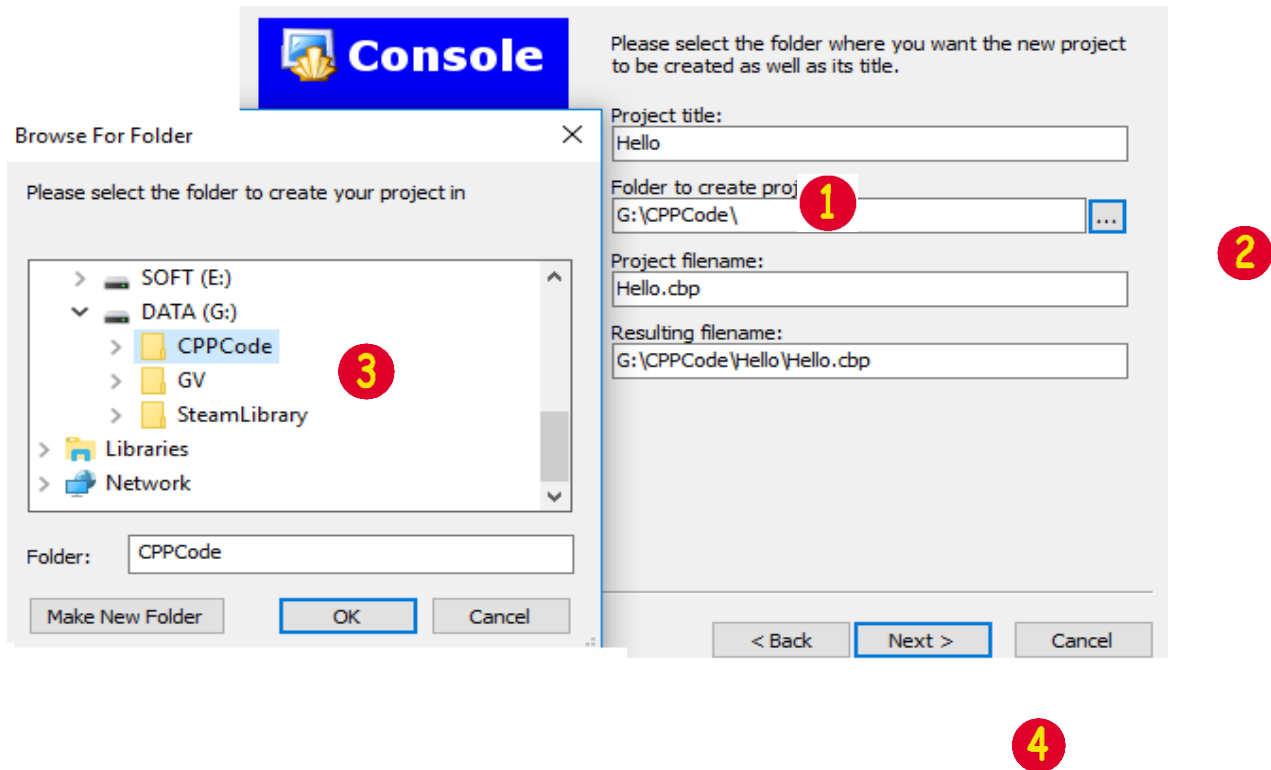 Console
Please select the folder where you want the new project
to be created as well as its title.
Project title:
Hello
Folder to create proj
1
G:\CPPCode\
...
2
Project filename:
Hello.cbp
Resulting filename:
G:\CPPCode\Hello\Hello.cbp
< Back
Next >
Cancel
Browse For Folder
Please select the folder to create your project in
SOFT (E:)
DATA (G:)
CPPCode
3
GV
SteamLibrary
Libraries
Network
Folder:
CPPCode
Make New Folder
OK
Cancel
4